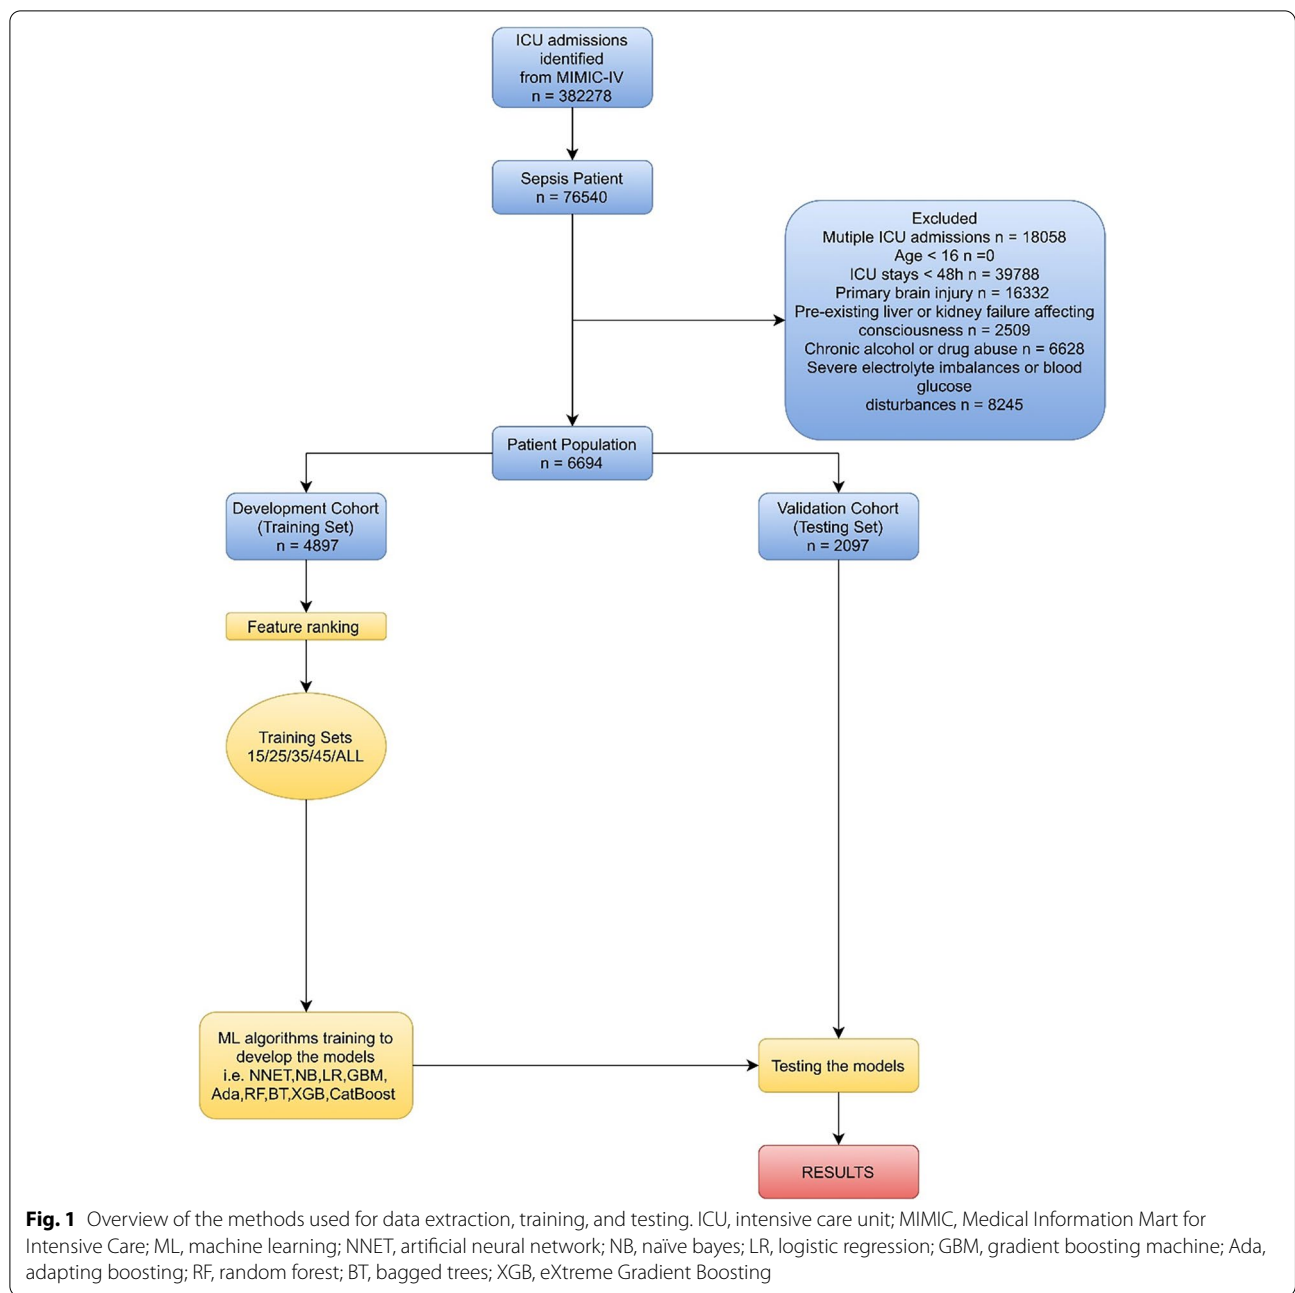 ICU admissions
identified
from MIMIC-IV
n = 382278
Sepsis Patient
n = 76540
Excluded
Mutiple ICU admissions n = 18058
Age < 16 n =0
ICU stays < 48h n = 39788
Primary brain injury n = 16332
Pre-existing liver or kidney failure affecting
consciousness n = 2509
Chronic alcohol or drug abuse n = 6628
Severe electrolyte imbalances or blood
glucose
disturbances n = 8245
Patient Population
n = 6694
Development Cohort
(Training Set)
n = 4897
Validation Cohort
(Testing Set)
n = 2097
Feature ranking
Training Sets
15/25/35/45/ALL
ML algorithms training to
develop the models
i.e. NNET,NB,LR,GBM,
Ada,RF,BT,XGB,CatBoost
Testing the models
RESULTS
Fig. 1 Overview of the methods used for data extraction, training, and testing. ICU, intensive care unit; MIMIC, Medical Information Mart for
Intensive Care; ML, machine learning; NNET, artificial neural network; NB, naïve bayes; LR, logistic regression; GBM, gradient boosting machine; Ada,
adapting boosting; RF, random forest; BT, bagged trees; XGB, eXtreme Gradient Boosting